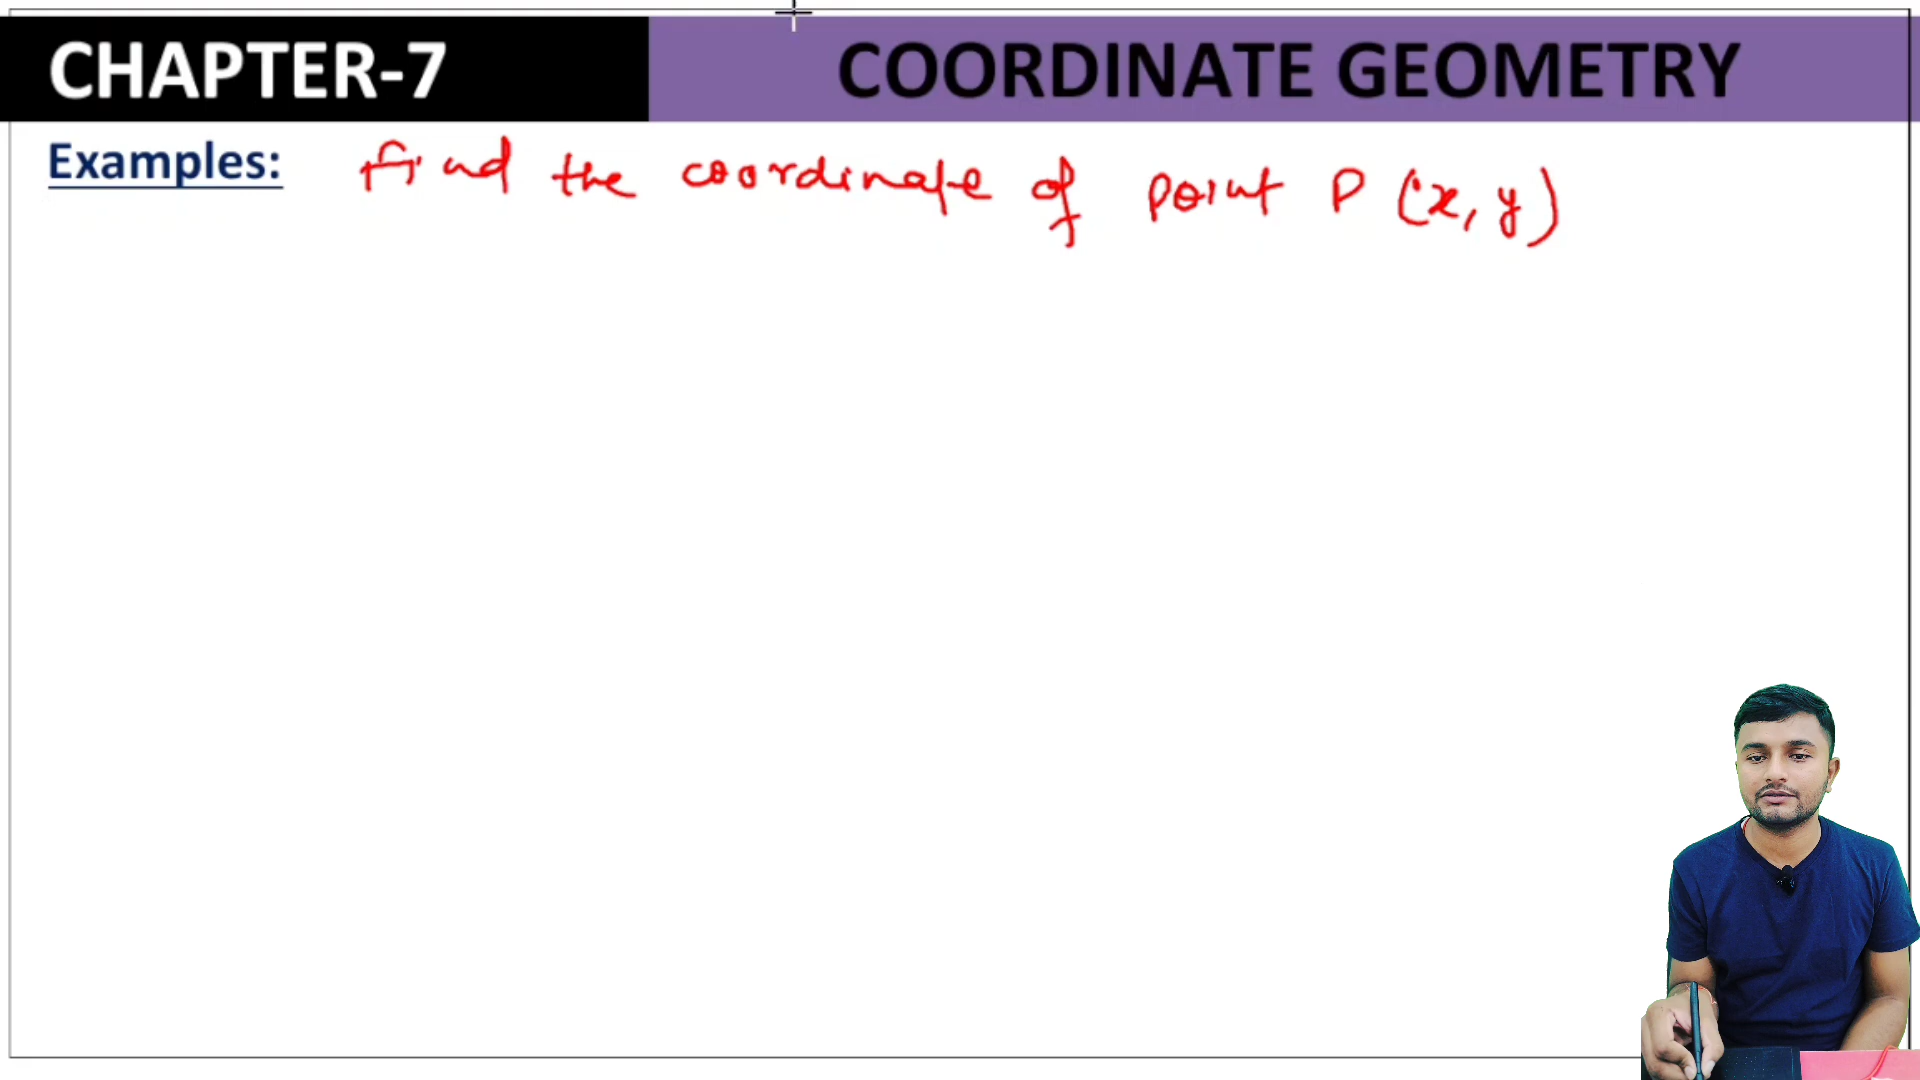 CHAPTER-7 COORDINATE GEOMETRY
Examples: Find the coordinate of point P (x, y)